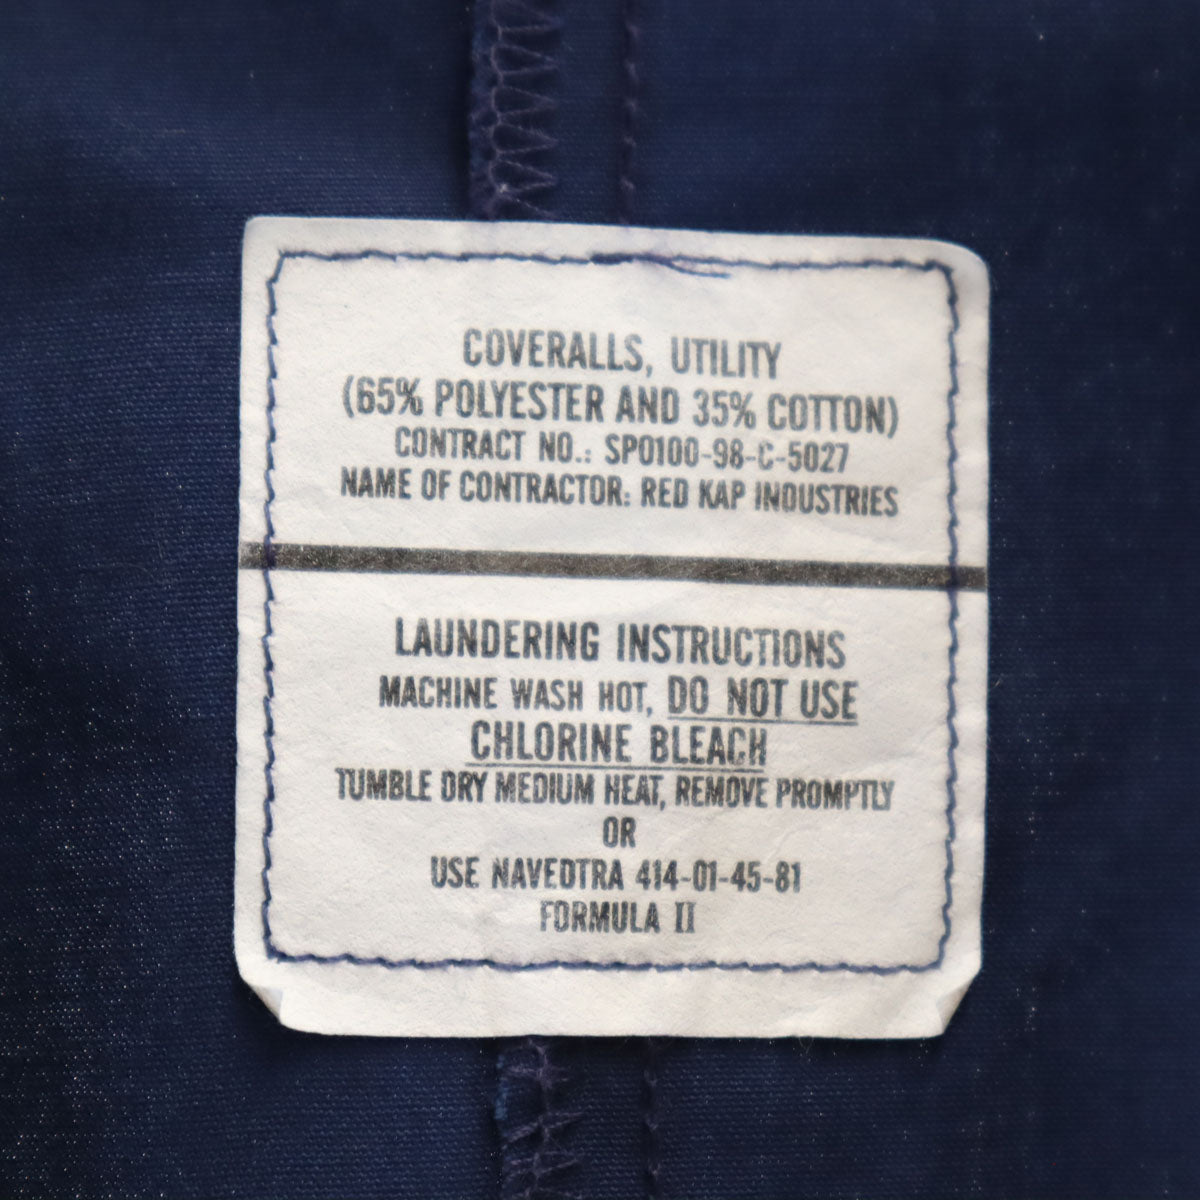 COVERALLS, UTILITY
(65% POLYESTER AND 35% COTTON)
CONTRACT NO.: SPO100-98-C-5027
NAME OF CONTRACTOR: RED KAP INDUSTRIES
LAUNDERING INSTRUCTIONS
MACHINE WASH HOT, DO NOT USE
CHLORINE BLEACH
TUMBLE DRY MEDIUM HEAT, REMOVE PROMPTLY
OR
USE NAVEDTRA 414-01-45-81
FORMULA II